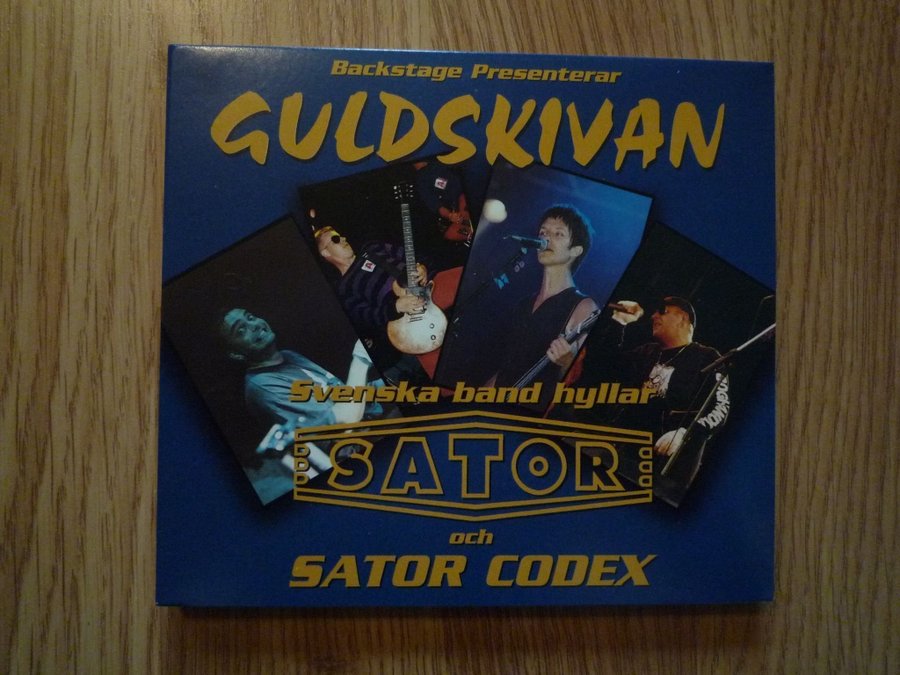 Backstage Presenterar
GULDSKIVAN
Svenska band hyllar
SATOR
och
SATOR CODEX